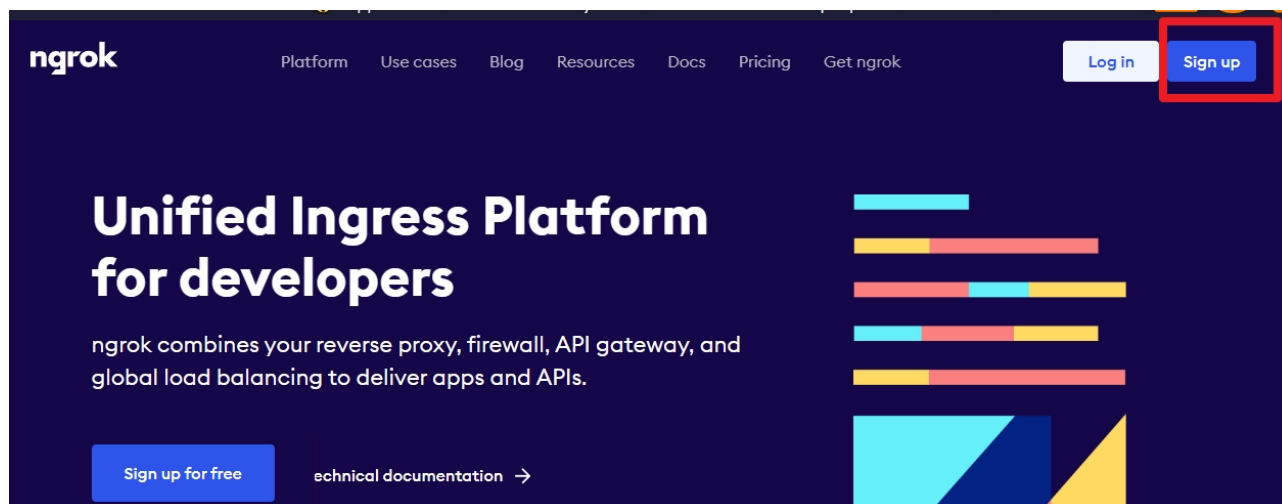 ngrok
Platform Use cases Blog Resources Docs Pricing Get ngrok Log in Sign up
Unified Ingress Platform
for developers
ngrok combines your reverse proxy, firewall, API gateway, and
global load balancing to deliver apps and APIs.
Sign up for free echnical documentation →